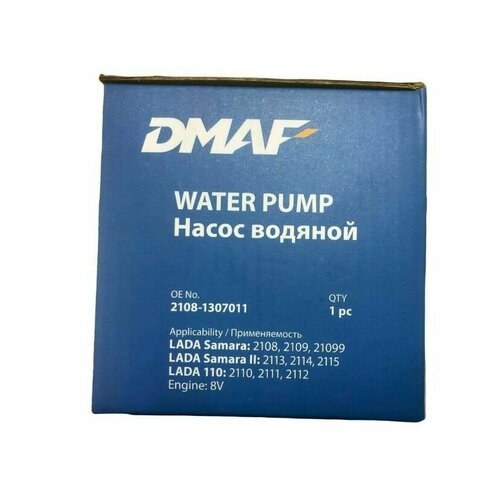 DMAF
WATER PUMP
Насос водяной
OE No. QTY
2108-1307011 1 pc
Applicability / Применяемость
LADA Samara: 2108, 2109, 21099
LADA Samara II: 2113, 2114, 2115
LADA 110: 2110, 2111, 2112
Engine: 8V